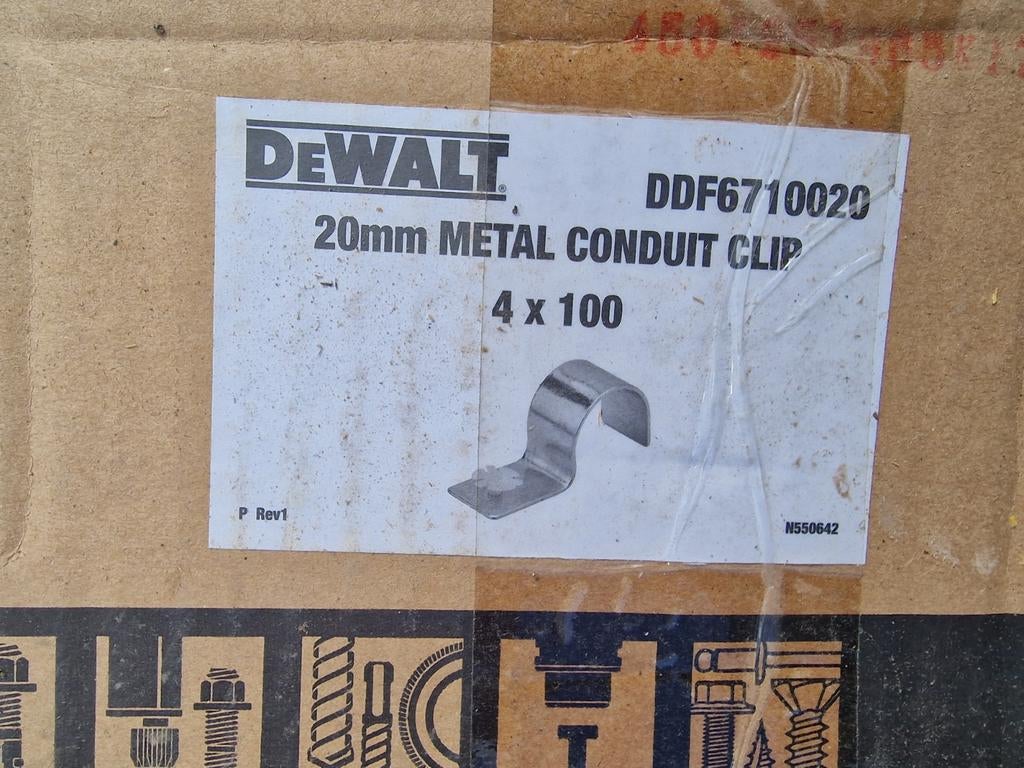 DEWALT®
DDF6710020
20mm METAL CONDUIT CLIP
4 x 100
P Rev1
N550642